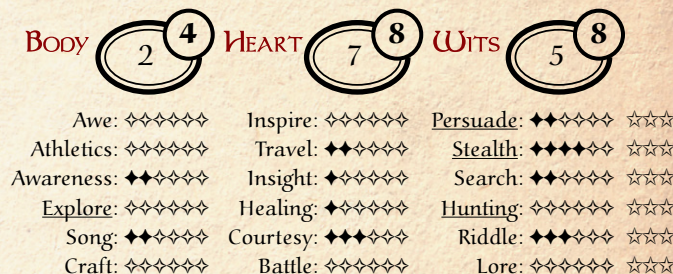 Body 2 4 Heart 7 8 Wits 5 8
Awe: ✧✧✧✧✧✧ Inspire: ✧✧✧✧✧✧ Persuade: ✦✦✧✧✧✧ ☆☆☆
Athletics: ✧✧✧✧✧✧ Travel: ✦✦✧✧✧✧ Stealth: ✦✦✦✦✧✧ ☆☆☆
Awareness: ✦✦✧✧✧✧ Insight: ✦✧✧✧✧✧ Search: ✦✦✧✧✧✧ ☆☆☆
Explore: ✧✧✧✧✧✧ Healing: ✦✧✧✧✧✧ Hunting: ✧✧✧✧✧✧ ☆☆☆
Song: ✦✦✧✧✧✧ Courtesy: ✦✦✦✧✧✧ Riddle: ✦✦✦✧✧✧ ☆☆☆
Craft: ✧✧✧✧✧✧ Battle: ✧✧✧✧✧✧ Lore: ✧✧✧✧✧✧ ☆☆☆